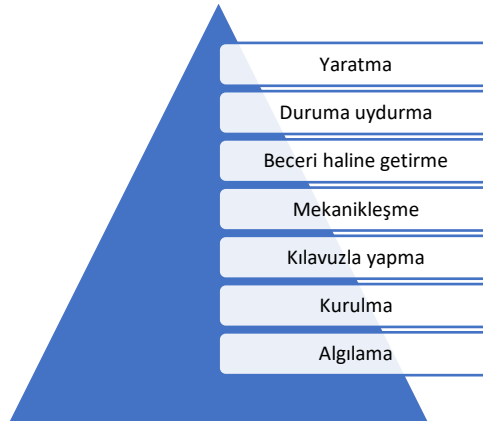 Yaratma
Duruma uydurma
Beceri haline getirme
Mekanikleşme
Kılavuzla yapma
Kurulma
Algılama